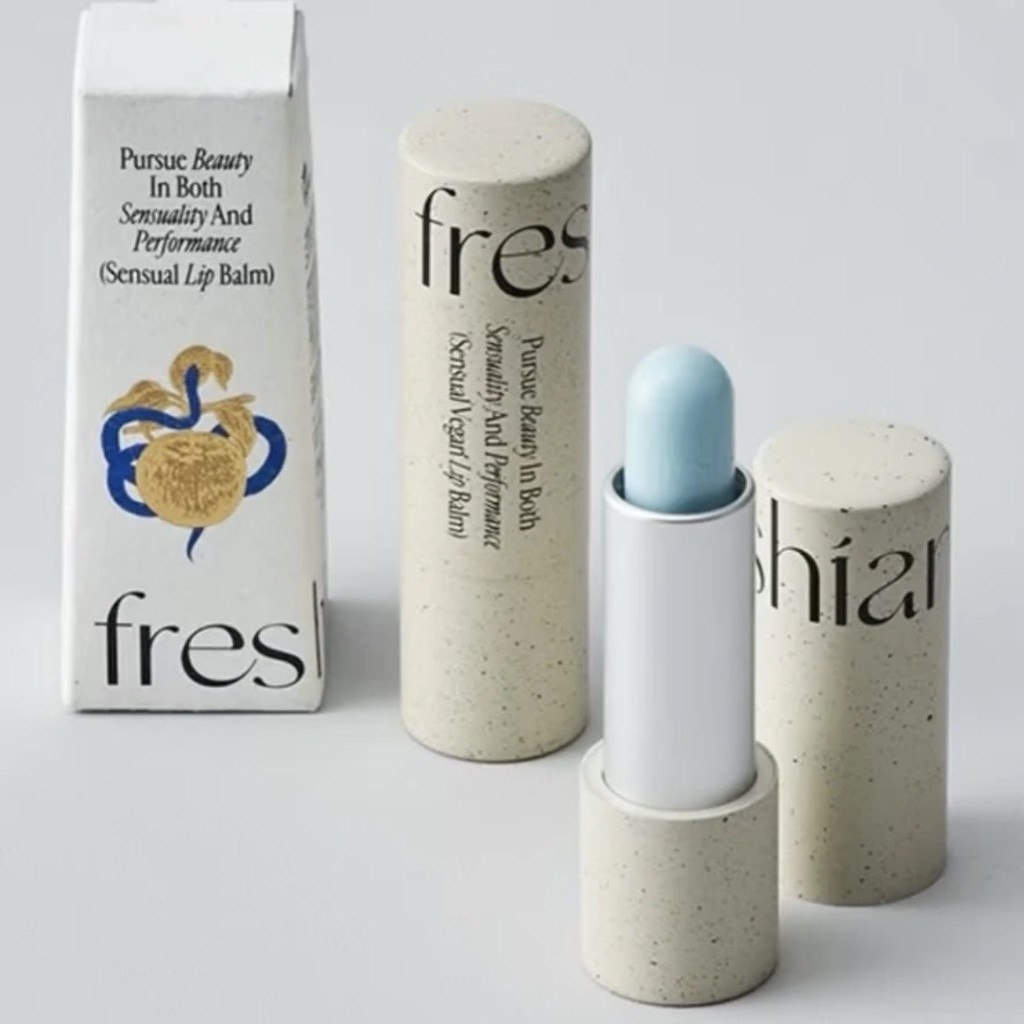 Pursue Beauty
In Both
Sensuality And
Performance
(Sensual Lip Balm)
fres
fres
Pursue Beauty In Both
Sensuality And Performance
(Sensual Vegan Lip Balm)
shian